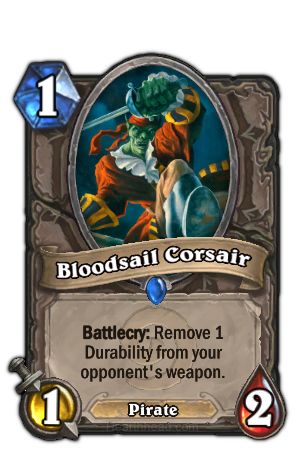 1
Bloodsail Corsair
Battlecry: Remove 1
Durability from your
opponent's weapon.
1
Pirate
2